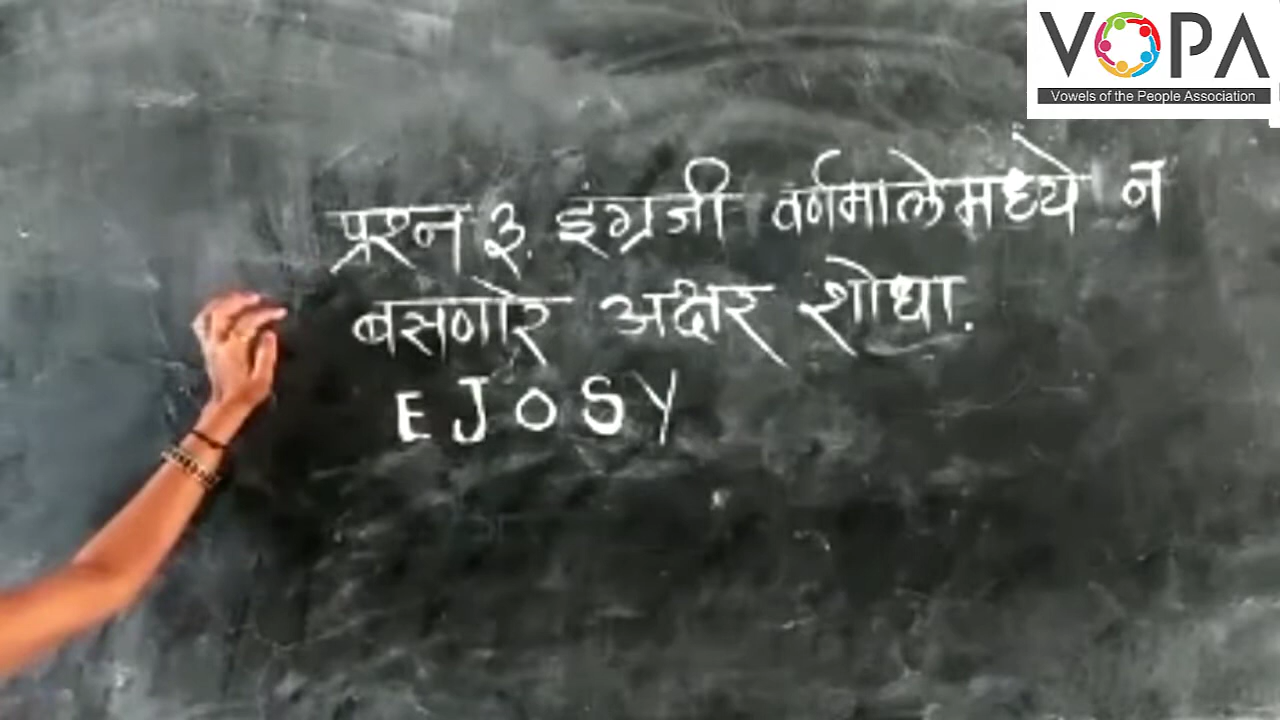 VOPA
Vowels of the People Association
प्रश्न ३. इंग्रजी वर्णमालेमध्ये न
बसणारे अक्षर शोधा.
E J O S Y